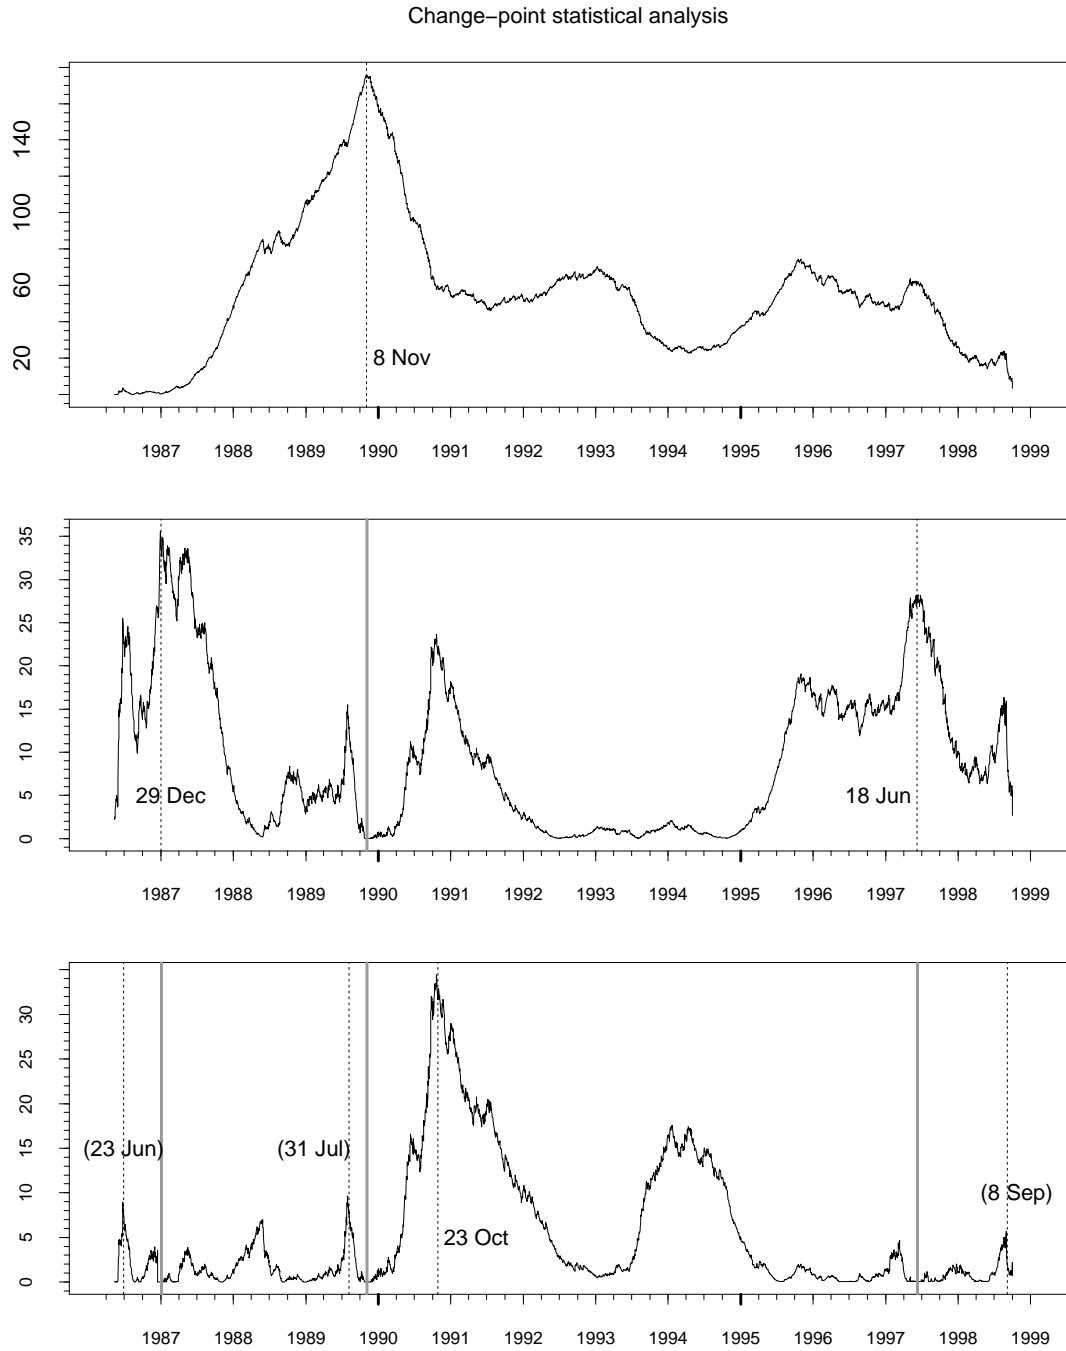 Change−point statistical analysis
140
100
60
20
8 Nov
1987 1988 1989 1990 1991 1992 1993 1994 1995 1996 1997 1998 1999
35
30
25
20
15
10
5
0
29 Dec
18 Jun
1987 1988 1989 1990 1991 1992 1993 1994 1995 1996 1997 1998 1999
30
25
20
15
10
5
0
(23 Jun)
(31 Jul)
(8 Sep)
23 Oct
1987 1988 1989 1990 1991 1992 1993 1994 1995 1996 1997 1998 1999